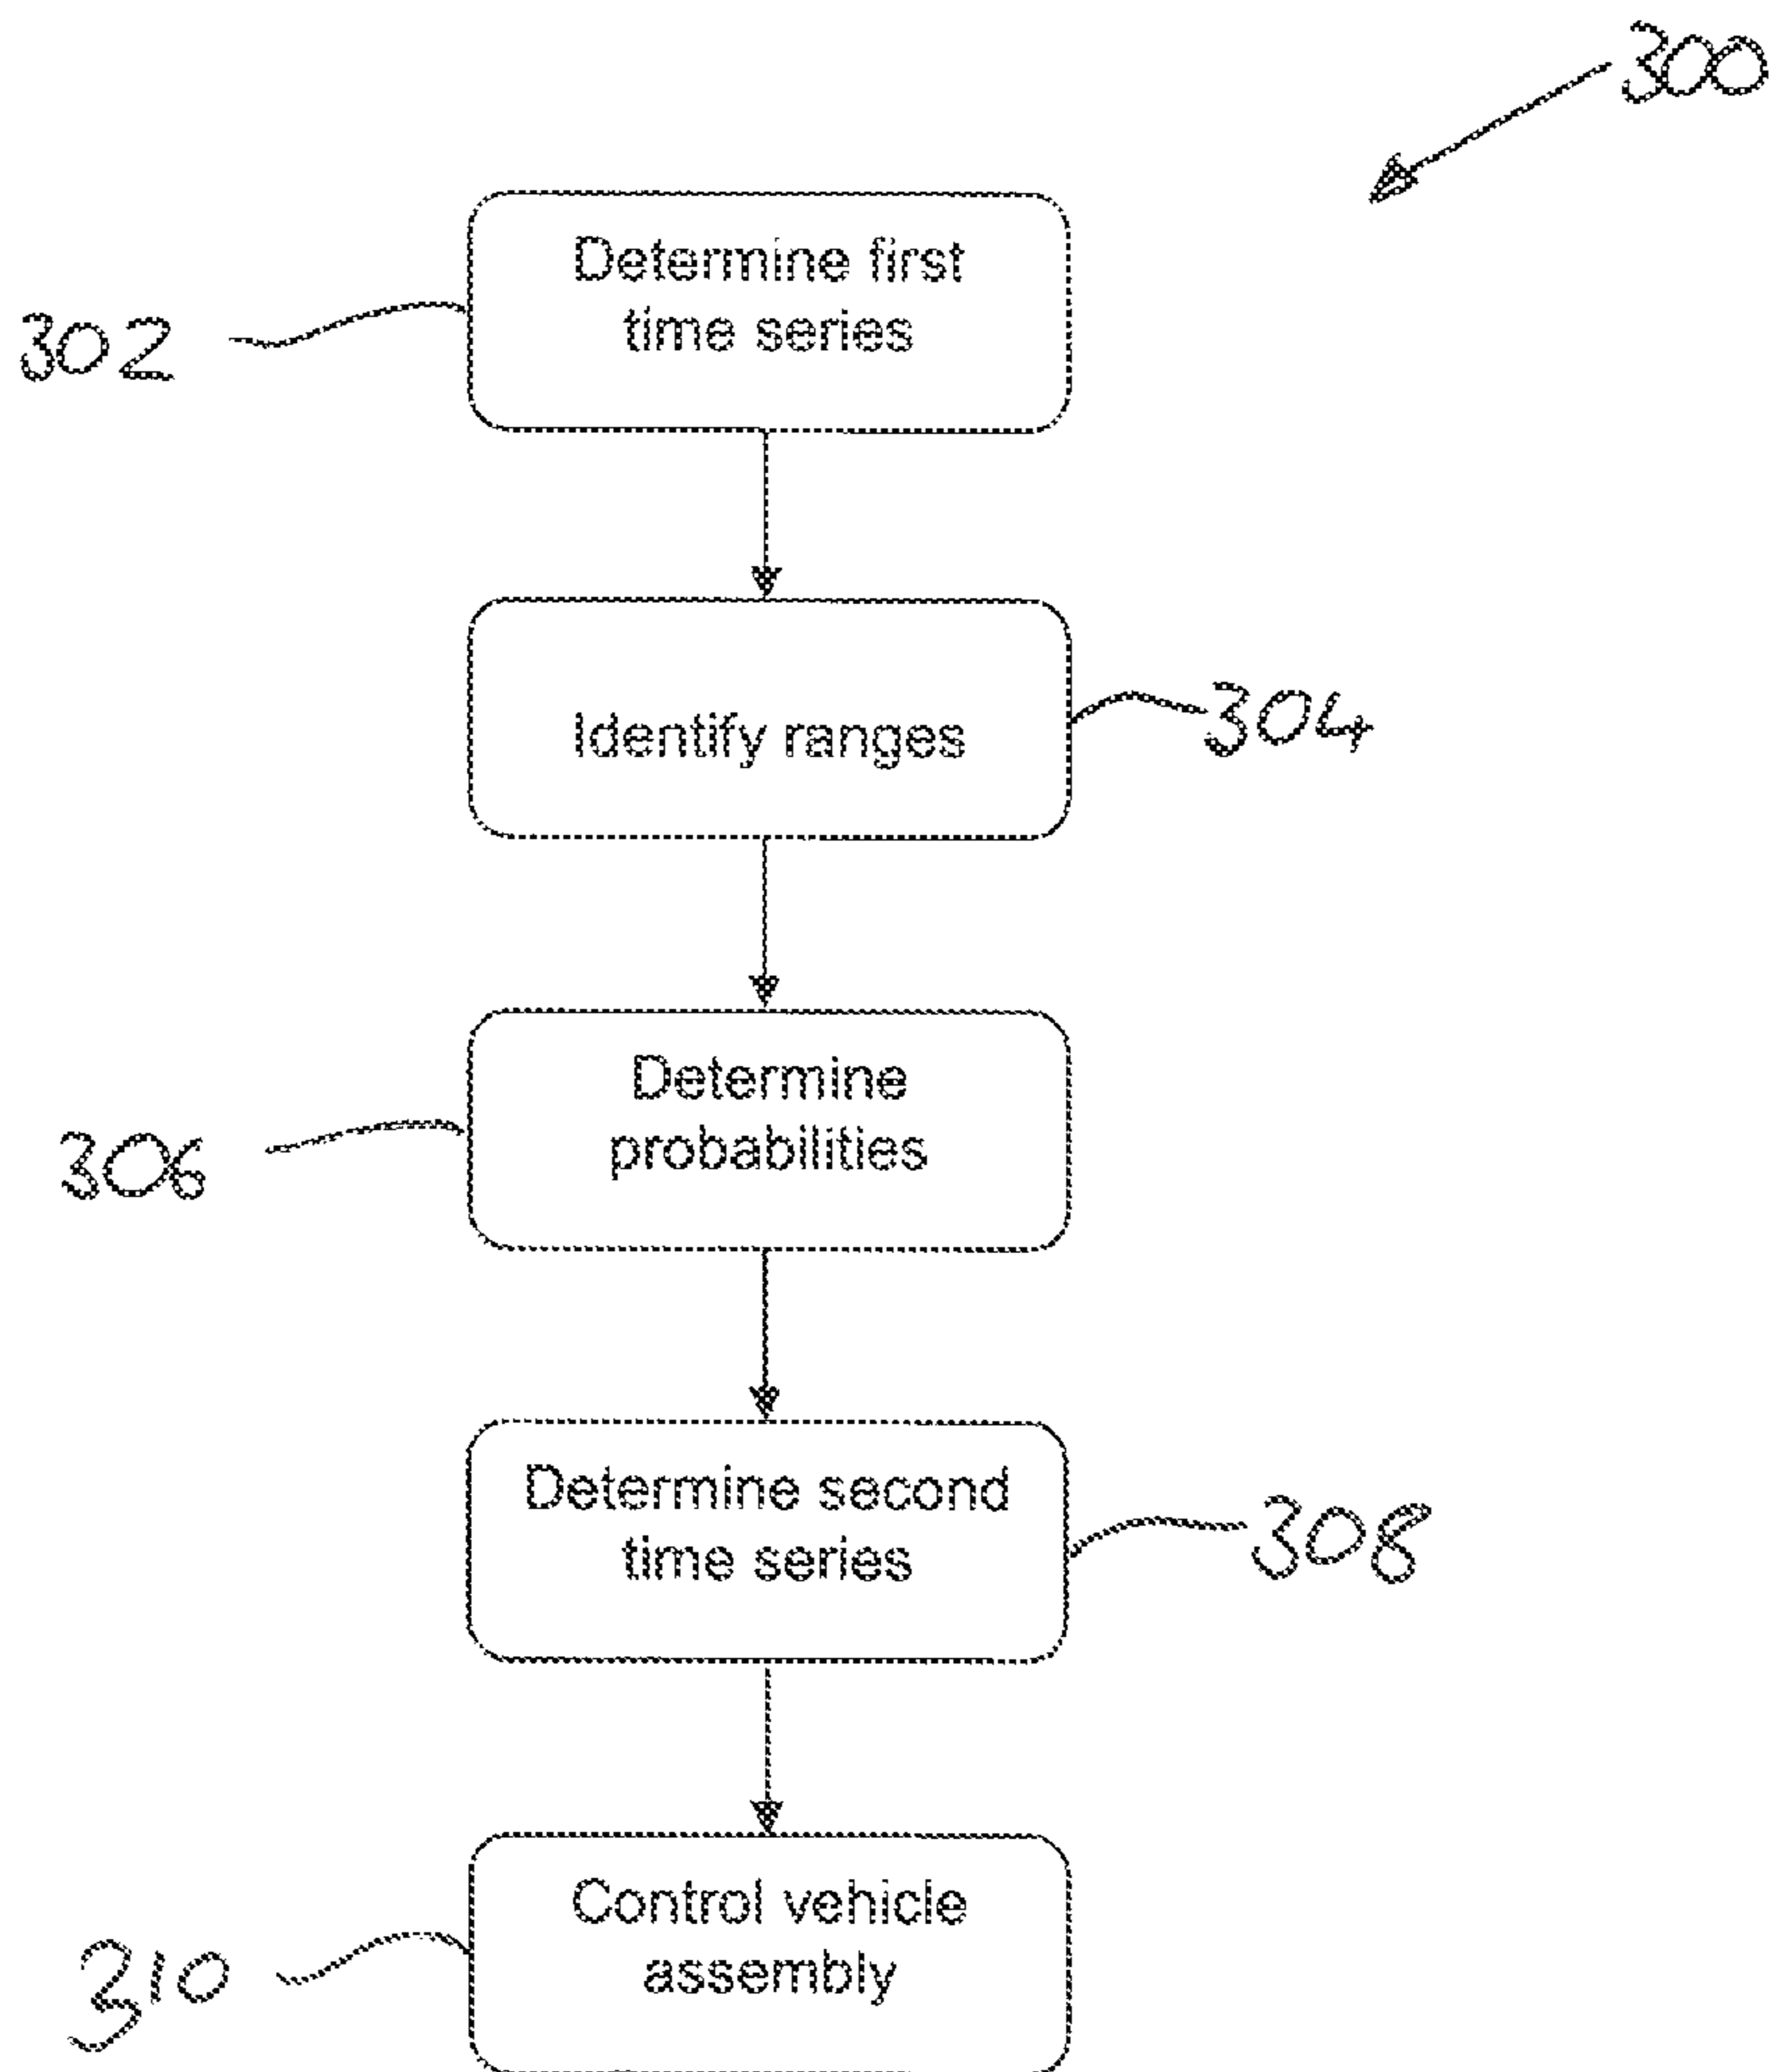 300
Determine first
time series
302
Identify ranges
304
Determine
probabilities
306
Determine second
time series
308
Control vehicle
assembly
310